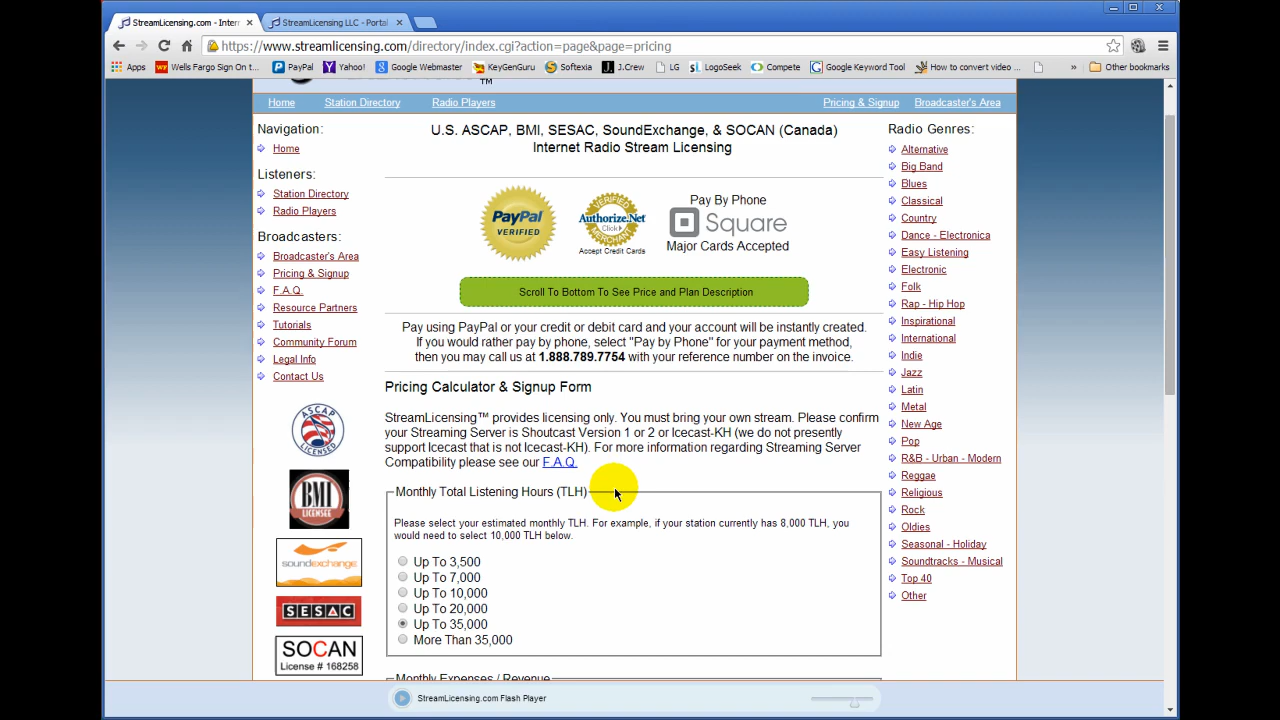 StreamLicensing.com - Inter
StreamLicensing LLC - Portal
https://www.streamlicensing.com/directory/index.cgi?action=page&page=pricing
Apps
Wells Fargo Sign On t...
PayPal
Yahoo!
Google Webmaster
KeyGenGuru
Softexia
J.Crew
LG
LogoSeek
Compete
Google Keyword Tool
How to convert video ...
»
Other bookmarks
TM
Home
Station Directory
Radio Players
Pricing & Signup
Broadcaster's Area
Navigation:
Home
Listeners:
Station Directory
Radio Players
Broadcasters:
Broadcaster's Area
Pricing & Signup
F.A.Q.
Resource Partners
Tutorials
Community Forum
Legal Info
Contact Us
ASCAP
LICENSED
BMI
LICENSEE
soundexchange
SESAC
SOCAN
License # 168258
U.S. ASCAP, BMI, SESAC, SoundExchange, & SOCAN (Canada)
Internet Radio Stream Licensing
PayPal
VERIFIED
VERIFIED
Authorize.Net
Click
MERCHANT
Accept Credit Cards
Pay By Phone
Square
Major Cards Accepted
Scroll To Bottom To See Price and Plan Description
Pay using PayPal or your credit or debit card and your account will be instantly created.
If you would rather pay by phone, select "Pay by Phone" for your payment method,
then you may call us at 1.888.789.7754 with your reference number on the invoice.
Pricing Calculator & Signup Form
StreamLicensing™ provides licensing only. You must bring your own stream. Please confirm
your Streaming Server is Shoutcast Version 1 or 2 or Icecast-KH (we do not presently
support Icecast that is not Icecast-KH). For more information regarding Streaming Server
Compatibility please see our F.A.Q.
Monthly Total Listening Hours (TLH)
Please select your estimated monthly TLH. For example, if your station currently has 8,000 TLH, you
would need to select 10,000 TLH below.
Up To 3,500
Up To 7,000
Up To 10,000
Up To 20,000
Up To 35,000
More Than 35,000
Monthly Expenses / Revenue
Radio Genres:
Alternative
Big Band
Blues
Classical
Country
Dance - Electronica
Easy Listening
Electronic
Folk
Rap - Hip Hop
Inspirational
International
Indie
Jazz
Latin
Metal
New Age
Pop
R&B - Urban - Modern
Reggae
Religious
Rock
Oldies
Seasonal - Holiday
Soundtracks - Musical
Top 40
Other
StreamLicensing.com Flash Player